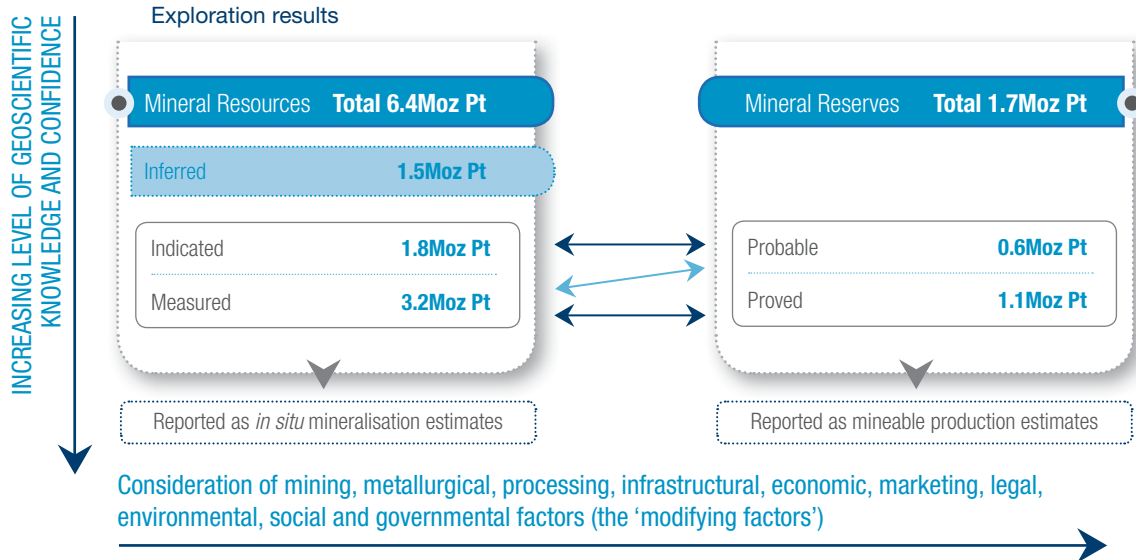 Exploration results
INCREASING LEVEL OF GEOSCIENTIFIC
KNOWLEDGE AND CONFIDENCE
Mineral Resources Total 6.4Moz Pt
Inferred 1.5Moz Pt
Indicated 1.8Moz Pt
Measured 3.2Moz Pt
Reported as in situ mineralisation estimates
Mineral Reserves Total 1.7Moz Pt
Probable 0.6Moz Pt
Proved 1.1Moz Pt
Reported as mineable production estimates
Consideration of mining, metallurgical, processing, infrastructural, economic, marketing, legal,
environmental, social and governmental factors (the ‘modifying factors’)